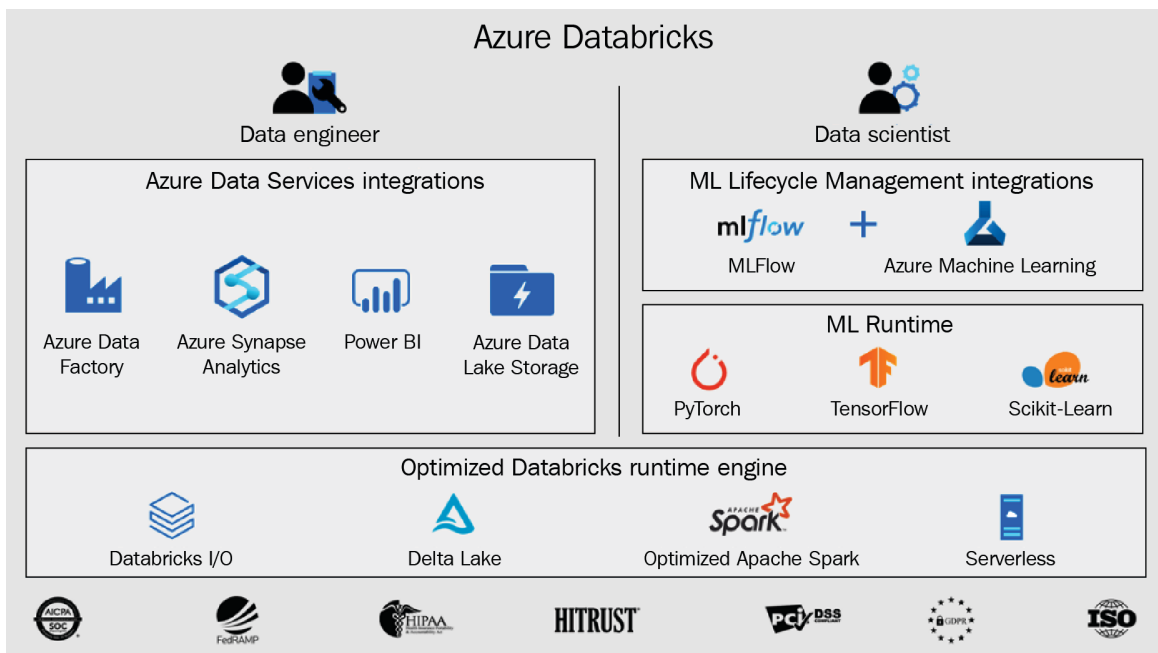 Azure Databricks
Data engineer
Data scientist
Azure Data Services integrations
Azure Data
Factory
Azure Synapse
Analytics
Power BI
Azure Data
Lake Storage
ML Lifecycle Management integrations
mlflow
+
MLFlow
Azure Machine Learning
ML Runtime
scikit
learn
PyTorch
TensorFlow
Scikit-Learn
Optimized Databricks runtime engine
APACHE
Spark
Databricks I/O
Delta Lake
Optimized Apache Spark
Serverless
AICPA
SOC
FedRAMP
HIPAA
HITRUST
PCI DSS
COMPLIANT
GDPR
ISO